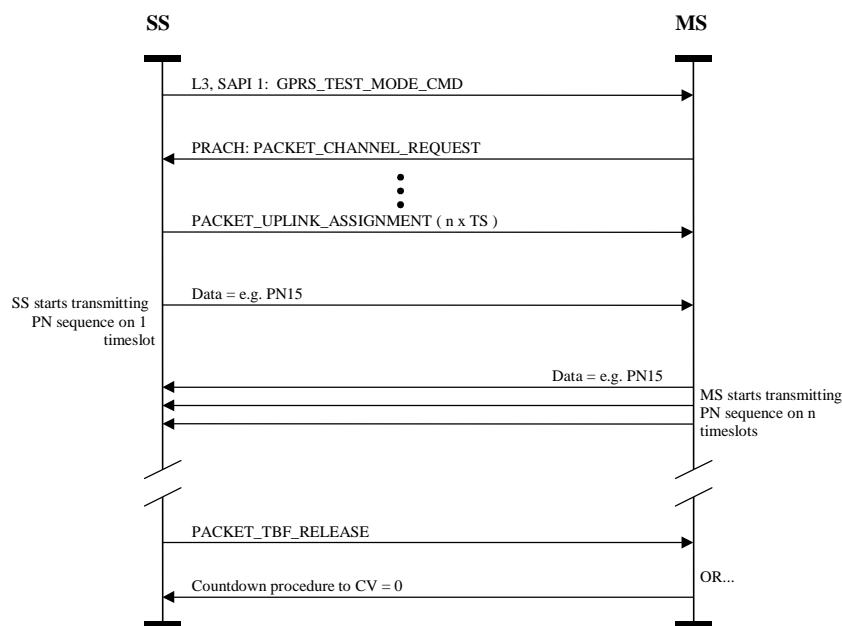 SS
MS
L3, SAPI 1: GPRS_TEST_MODE_CMD
PRACH: PACKET_CHANNEL_REQUEST
PACKET_UPLINK_ASSIGNMENT ( n x TS )
Data = e.g. PN15
SS starts transmitting
PN sequence on 1
timeslot
Data = e.g. PN15
MS starts transmitting
PN sequence on n
timeslots
PACKET_TBF_RELEASE
OR...
Countdown procedure to CV = 0